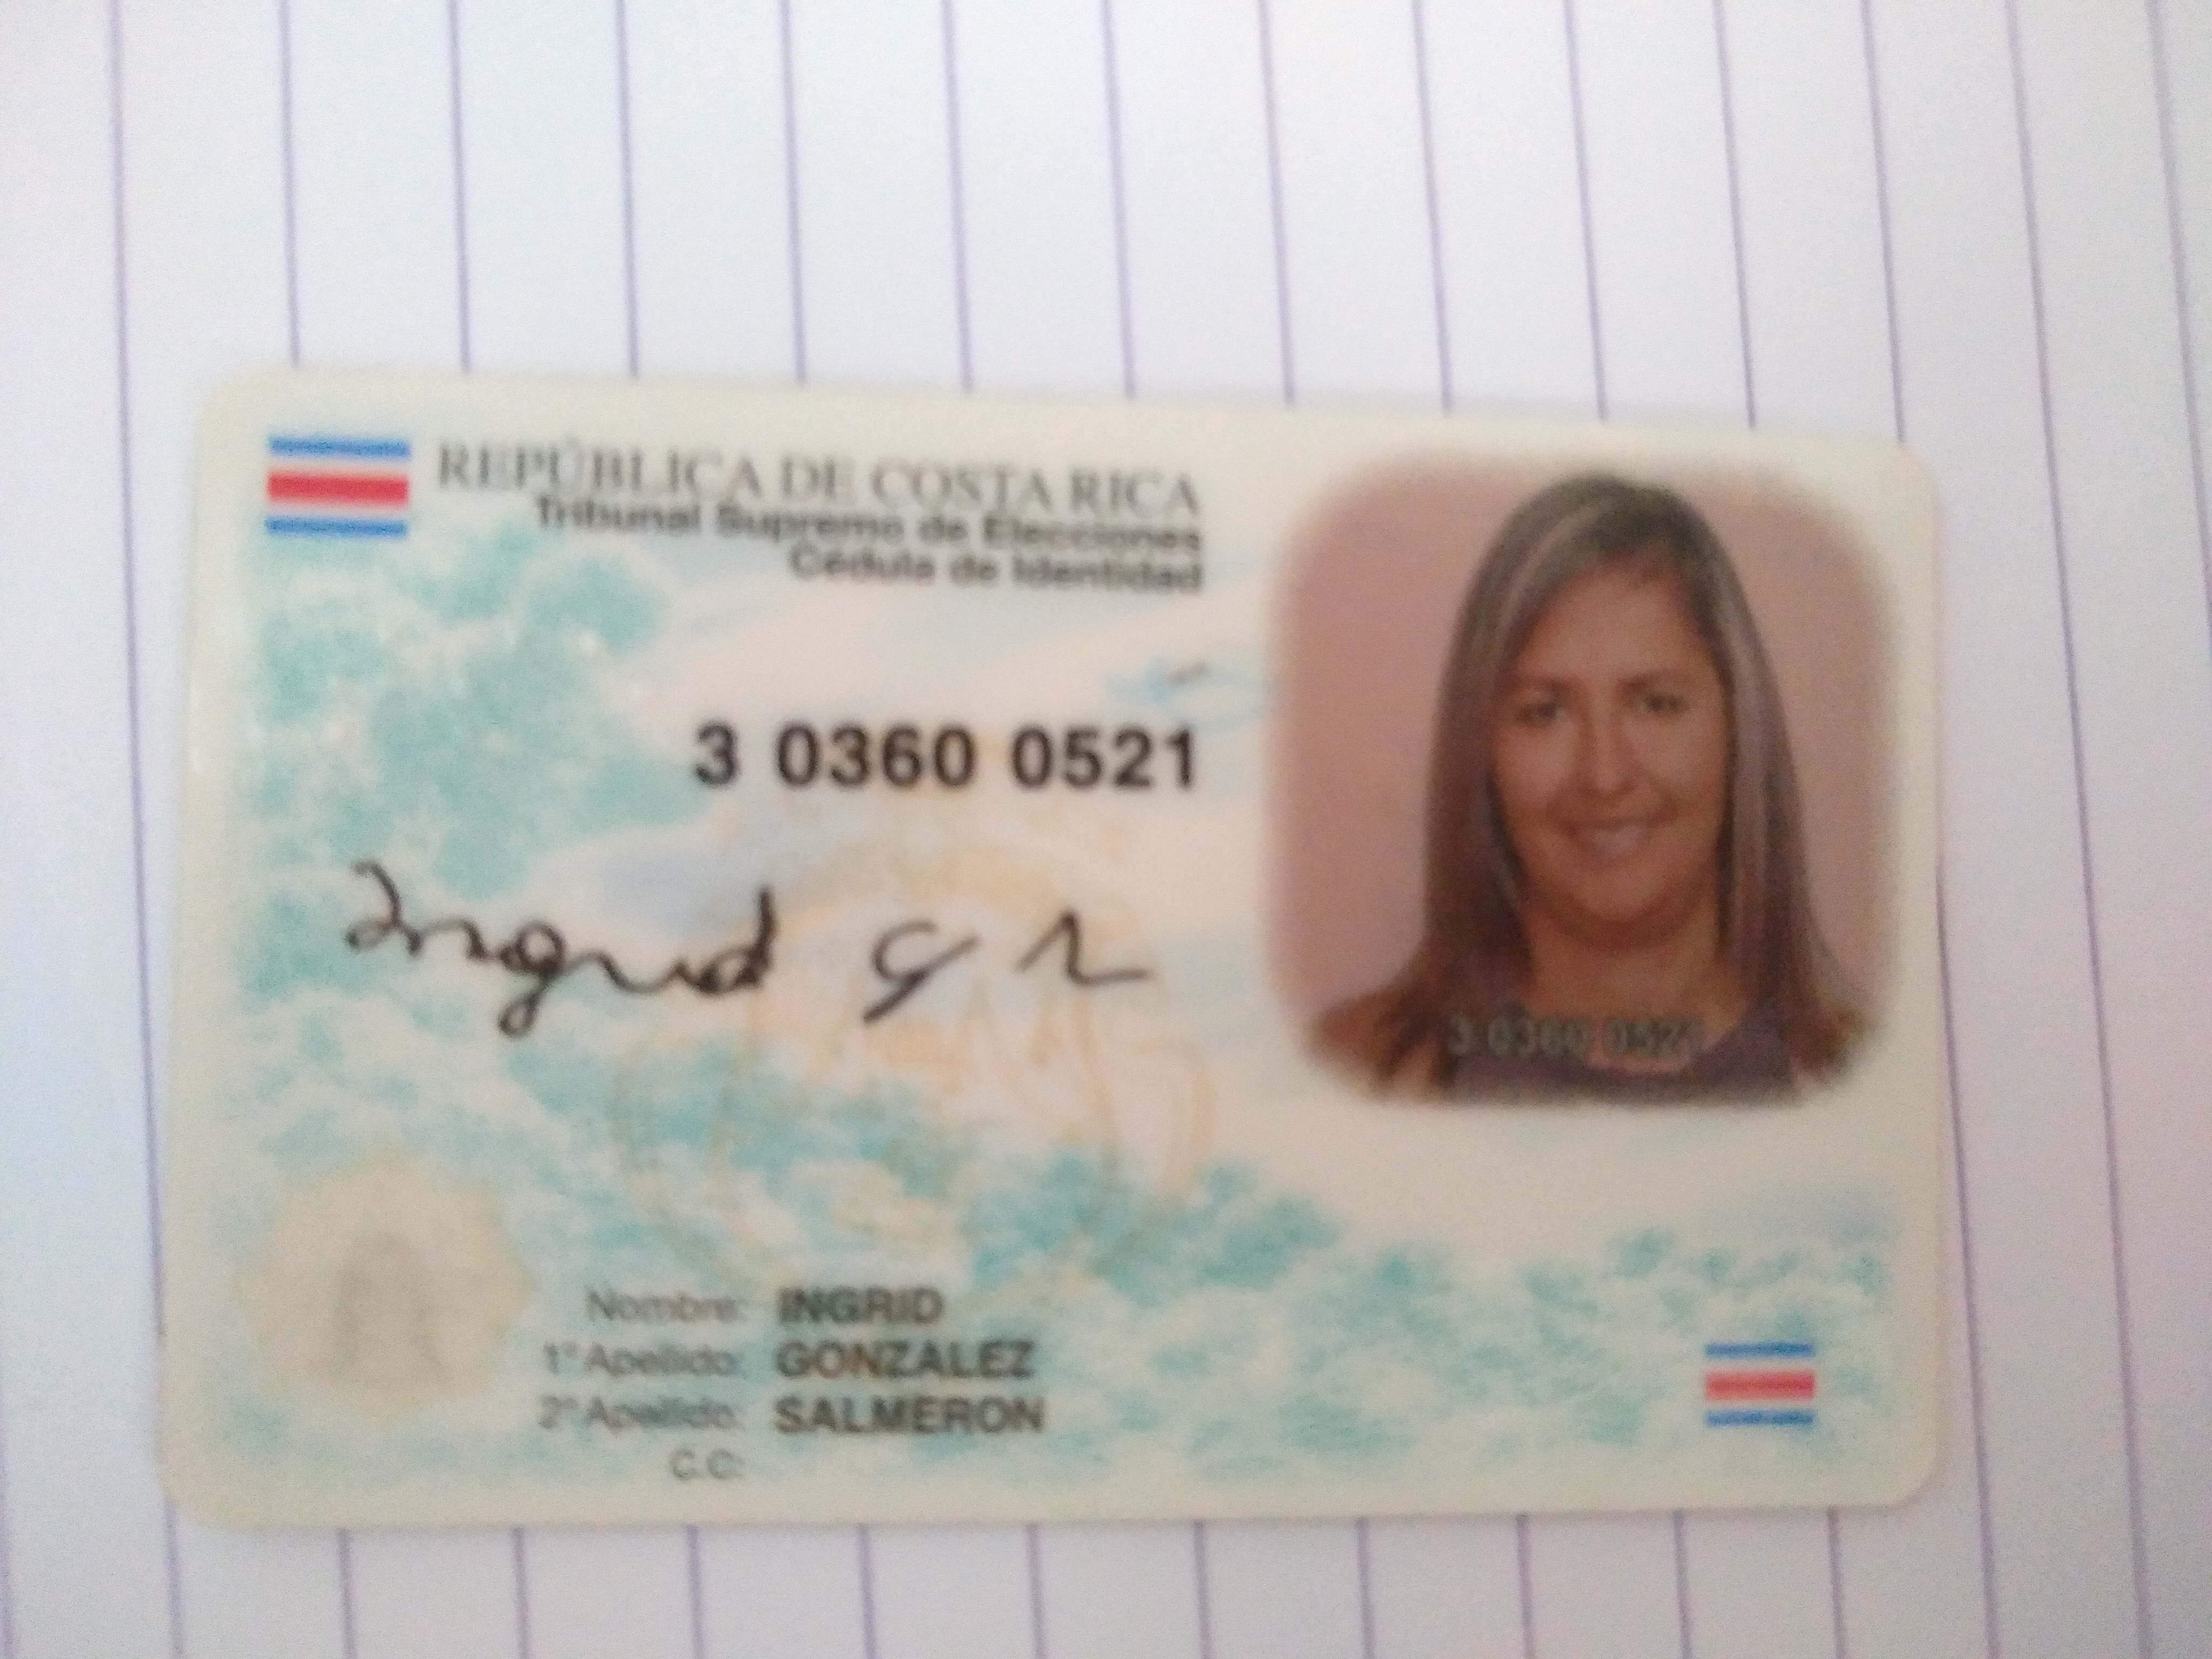 REPÚBLICA DE COSTA RICA
Tribunal Supremo de Elecciones
Cédula de Identidad
3 0360 0521
Ingrid G
3 0360 0521
Nombre: INGRID
1° Apellido: GONZALEZ
2° Apellido: SALMERON
C.C: